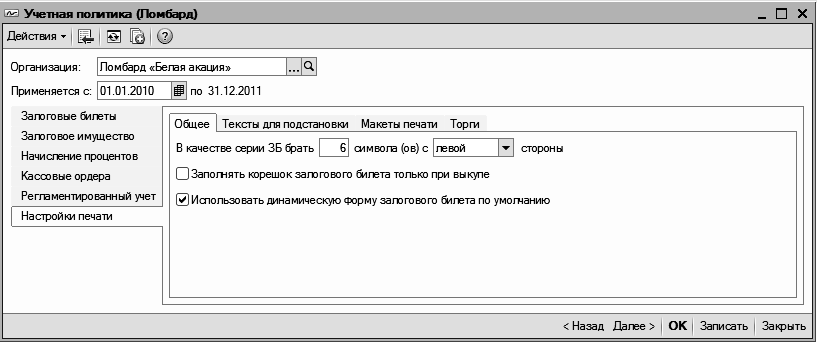 Учетная политика (Ломбард)
Действия
Организация: Ломбард «Белая акация» ...
Применяется с: 01.01.2010 по 31.12.2011
Залоговые билеты
Залоговое имущество
Начисление процентов
Кассовые ордера
Регламентированный учет
Настройки печати
Общее Тексты для подстановки Макеты печати Торги
В качестве серии ЗБ брать 6 символа (ов) с левой стороны
Заполнять корешок залогового билета только при выкупе
Использовать динамическую форму залогового билета по умолчанию
< Назад Далее > OK Записать Закрыть